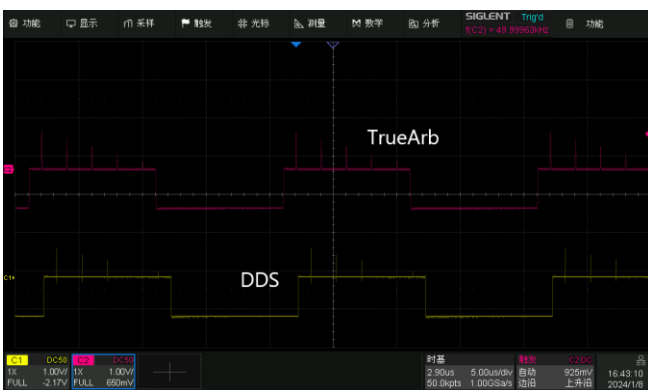 功能 显示 采样 触发 光标 测量 数学 分析 SIGLENT Trig'd 功能
f(C2) = 49.99963kHz
TrueArb
C2
DDS
C1
C1 DC50 C2 DC50 时基 触发 C2 DC
1X 1.00V/ 1X 1.00V/ 2.90us 5.00us/div 自动 925mV 16:43:10
FULL -2.17V FULL 650mV 50.0kpts 1.00GSa/s 边沿 上升沿 2024/1/8